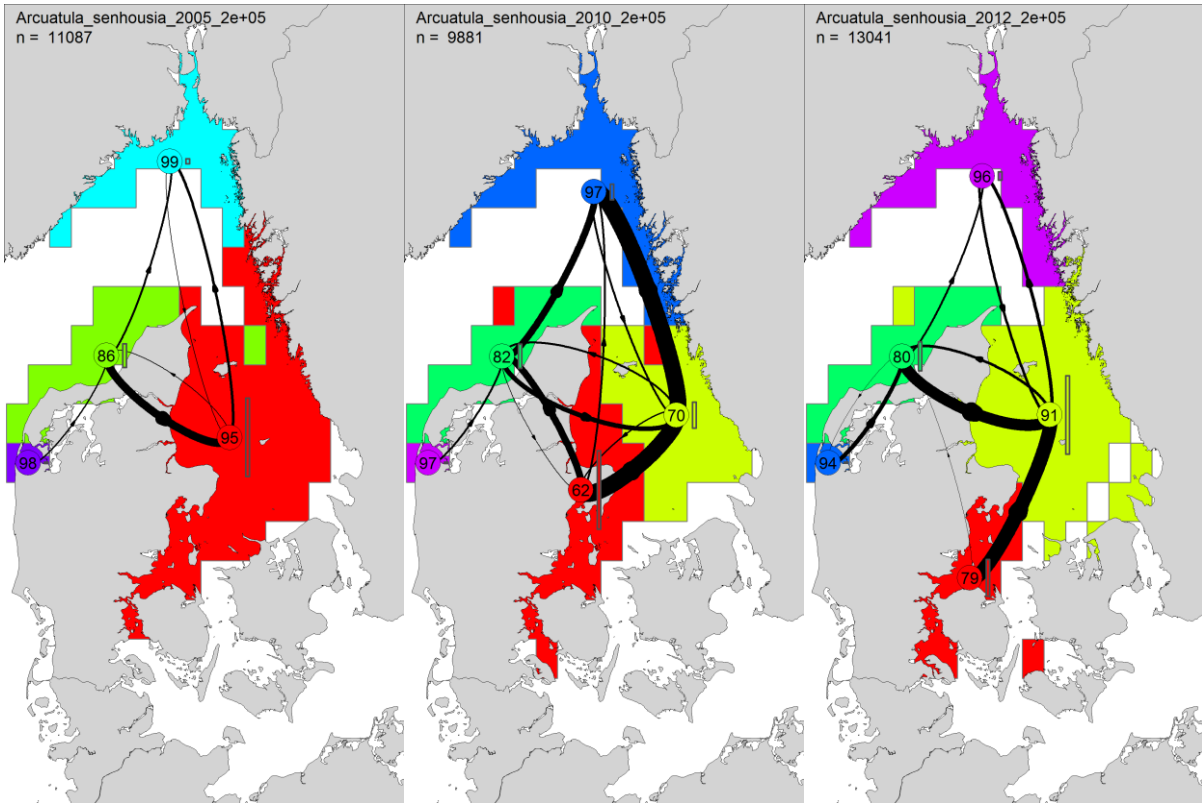 Arcuatula_senhousia_2005_2e+05
n = 11087
99
86
95
98
Arcuatula_senhousia_2010_2e+05
n = 9881
97
82
70
97
62
Arcuatula_senhousia_2012_2e+05
n = 13041
96
80
91
94
79